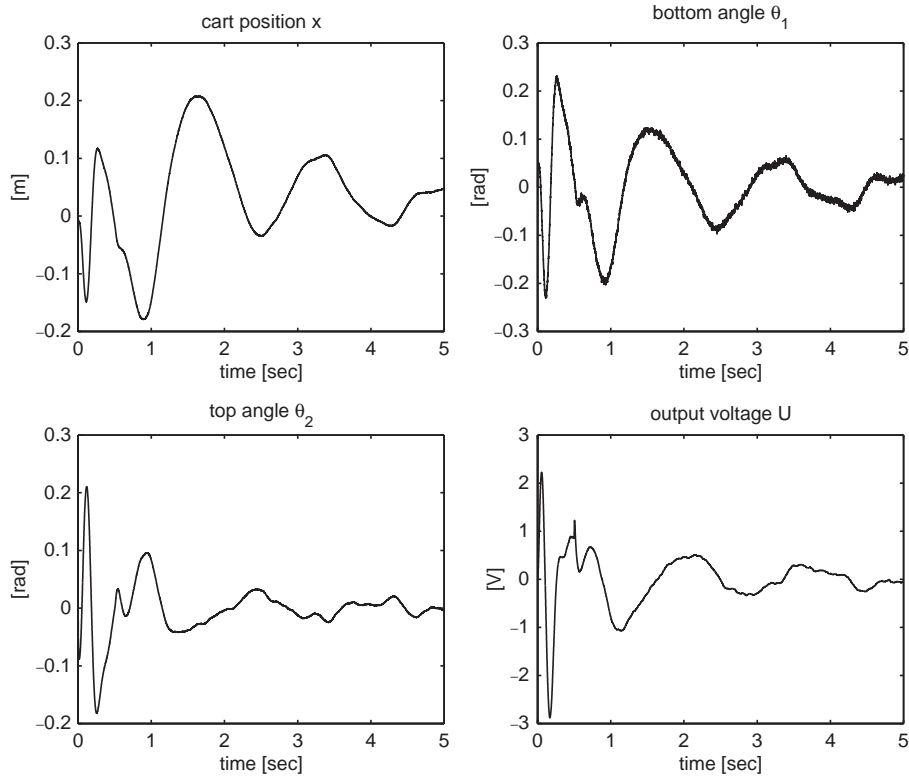 cart position x
0.3
0.2
0.1
0
−0.1
−0.2
[m]
0 1 2 3 4 5
time [sec]
bottom angle θ1
0.3
0.2
0.1
0
−0.1
−0.2
−0.3
[rad]
0 1 2 3 4 5
time [sec]
top angle θ2
0.3
0.2
0.1
0
−0.1
−0.2
[rad]
0 1 2 3 4 5
time [sec]
output voltage U
3
2
1
0
−1
−2
−3
[V]
0 1 2 3 4 5
time [sec]